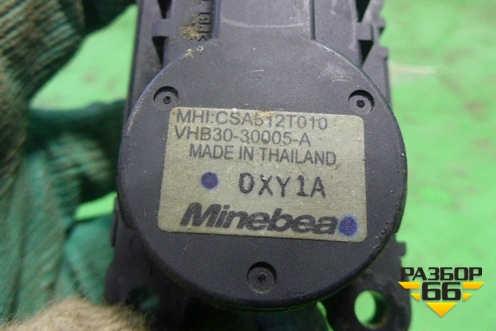 MHI:CSA512T010
VHB30-30005-A
MADE IN THAILAND
0XY1A
Minebea
РАЗБОР
66